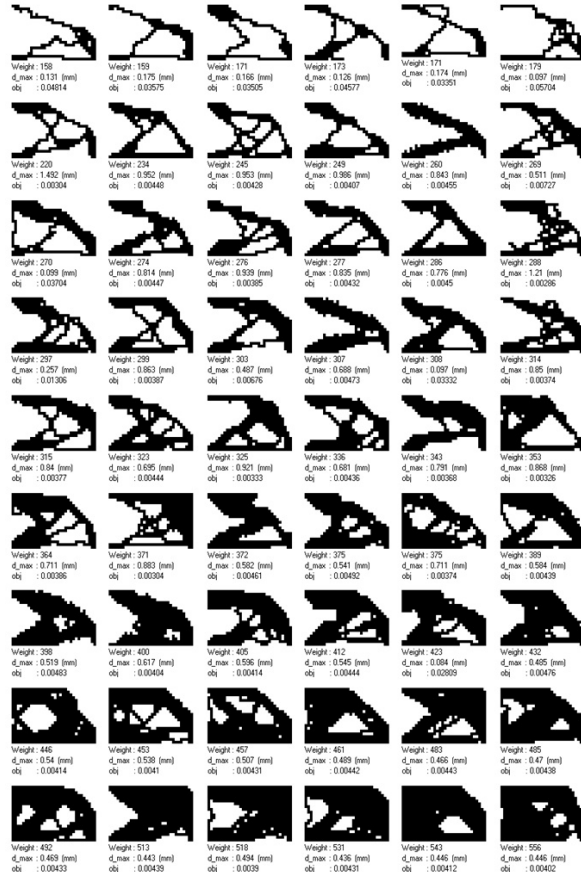 Weight : 158
d_max : 0.131 (mm)
obj : 0.04814
Weight : 159
d_max : 0.175 (mm)
obj : 0.03575
Weight : 171
d_max : 0.166 (mm)
obj : 0.03505
Weight : 173
d_max : 0.126 (mm)
obj : 0.04577
Weight : 171
d_max : 0.174 (mm)
obj : 0.03351
Weight : 179
d_max : 0.097 (mm)
obj : 0.05704
Weight : 220
d_max : 1.492 (mm)
obj : 0.00304
Weight : 234
d_max : 0.952 (mm)
obj : 0.00448
Weight : 245
d_max : 0.953 (mm)
obj : 0.00428
Weight : 249
d_max : 0.986 (mm)
obj : 0.00407
Weight : 260
d_max : 0.843 (mm)
obj : 0.00455
Weight : 269
d_max : 0.511 (mm)
obj : 0.00727
Weight : 270
d_max : 0.099 (mm)
obj : 0.03704
Weight : 274
d_max : 0.814 (mm)
obj : 0.00447
Weight : 276
d_max : 0.939 (mm)
obj : 0.00385
Weight : 277
d_max : 0.835 (mm)
obj : 0.00432
Weight : 286
d_max : 0.776 (mm)
obj : 0.0045
Weight : 288
d_max : 1.21 (mm)
obj : 0.00286
Weight : 297
d_max : 0.257 (mm)
obj : 0.01306
Weight : 299
d_max : 0.863 (mm)
obj : 0.00387
Weight : 303
d_max : 0.487 (mm)
obj : 0.00676
Weight : 307
d_max : 0.688 (mm)
obj : 0.00473
Weight : 308
d_max : 0.097 (mm)
obj : 0.03332
Weight : 314
d_max : 0.85 (mm)
obj : 0.00374
Weight : 315
d_max : 0.84 (mm)
obj : 0.00377
Weight : 323
d_max : 0.695 (mm)
obj : 0.00444
Weight : 325
d_max : 0.921 (mm)
obj : 0.00333
Weight : 336
d_max : 0.681 (mm)
obj : 0.00436
Weight : 343
d_max : 0.791 (mm)
obj : 0.00368
Weight : 353
d_max : 0.868 (mm)
obj : 0.00326
Weight : 364
d_max : 0.711 (mm)
obj : 0.00386
Weight : 371
d_max : 0.883 (mm)
obj : 0.00304
Weight : 372
d_max : 0.582 (mm)
obj : 0.00461
Weight : 375
d_max : 0.541 (mm)
obj : 0.00492
Weight : 375
d_max : 0.711 (mm)
obj : 0.00374
Weight : 389
d_max : 0.584 (mm)
obj : 0.00439
Weight : 398
d_max : 0.519 (mm)
obj : 0.00483
Weight : 400
d_max : 0.617 (mm)
obj : 0.00404
Weight : 405
d_max : 0.596 (mm)
obj : 0.00414
Weight : 412
d_max : 0.545 (mm)
obj : 0.00444
Weight : 423
d_max : 0.084 (mm)
obj : 0.02809
Weight : 432
d_max : 0.485 (mm)
obj : 0.00476
Weight : 446
d_max : 0.54 (mm)
obj : 0.00414
Weight : 453
d_max : 0.538 (mm)
obj : 0.0041
Weight : 457
d_max : 0.507 (mm)
obj : 0.00431
Weight : 461
d_max : 0.489 (mm)
obj : 0.00442
Weight : 483
d_max : 0.466 (mm)
obj : 0.00443
Weight : 485
d_max : 0.47 (mm)
obj : 0.00438
Weight : 492
d_max : 0.469 (mm)
obj : 0.00433
Weight : 513
d_max : 0.443 (mm)
obj : 0.00439
Weight : 518
d_max : 0.494 (mm)
obj : 0.0039
Weight : 531
d_max : 0.436 (mm)
obj : 0.00431
Weight : 543
d_max : 0.446 (mm)
obj : 0.00412
Weight : 556
d_max : 0.446 (mm)
obj : 0.00402